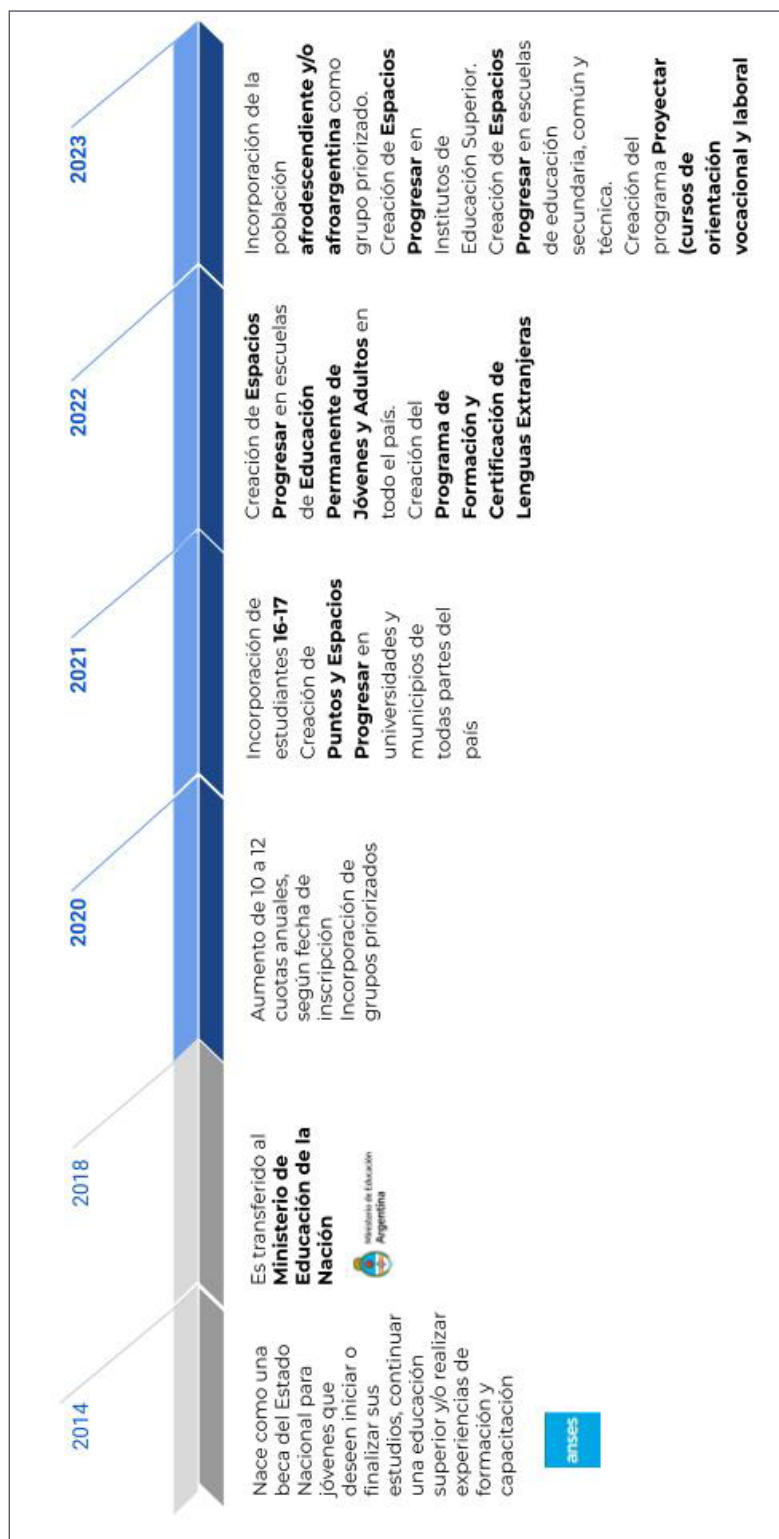 2014
Nace como una
beca del Estado
Nacional para
jóvenes que
deseen iniciar o
finalizar sus
estudios, continuar
una educación
superior y/o realizar
experiencias de
formación y
capacitación
anses
2018
Es transferido al
Ministerio de
Educación de la
Nación
Ministerio de Educación
Argentina
2020
Aumento de 10 a 12
cuotas anuales,
según fecha de
inscripción
Incorporación de
grupos priorizados
2021
Incorporación de
estudiantes 16-17
Creación de
Puntos y Espacios
Progresar en
universidades y
municipios de
todas partes del
país
2022
Creación de Espacios
Progresar en escuelas
de Educación
Permanente de
Jóvenes y Adultos en
todo el país.
Creación del
Programa de
Formación y
Certificación de
Lenguas Extranjeras
2023
Incorporación de la
población
afrodescendiente y/o
afroargentina como
grupo priorizado.
Creación de Espacios
Progresar en
Institutos de
Educación Superior.
Creación de Espacios
Progresar en escuelas
de educación
secundaria, común y
técnica.
Creación del
programa Proyectar
(cursos de
orientación
vocacional y laboral